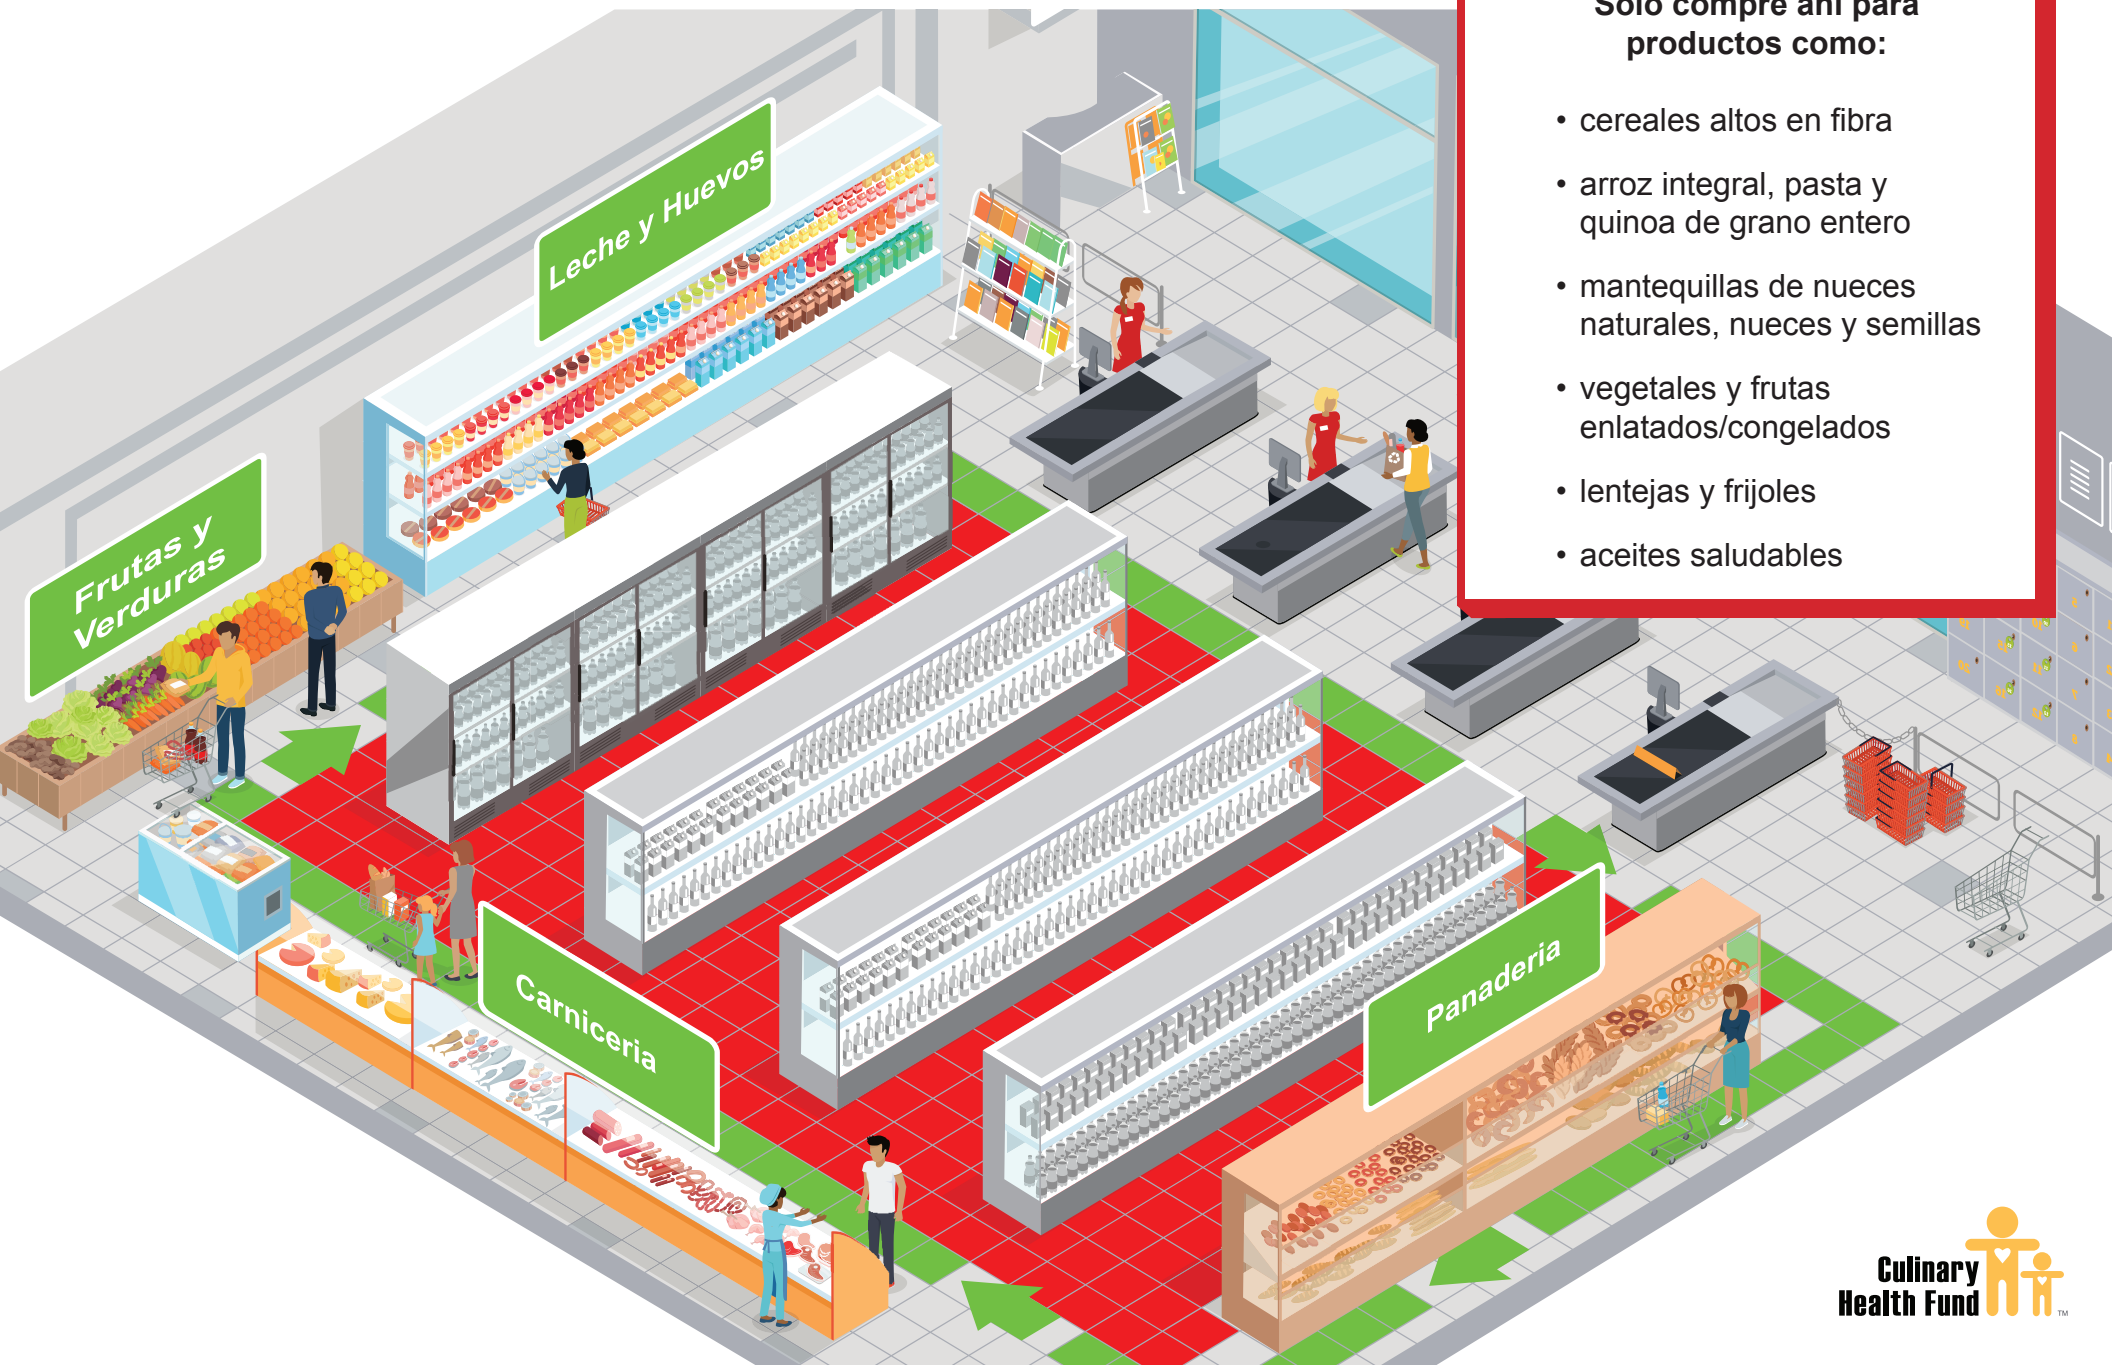 Solo compre ahí para
productos como:
• cereales altos en fibra
• arroz integral, pasta y
quinoa de grano entero
• mantequillas de nueces
naturales, nueces y semillas
• vegetales y frutas
enlatados/congelados
• lentejas y frijoles
• aceites saludables
Leche y Huevos
Frutas y
Verduras
Carniceria
Panaderia
Culinary
Health Fund
TM